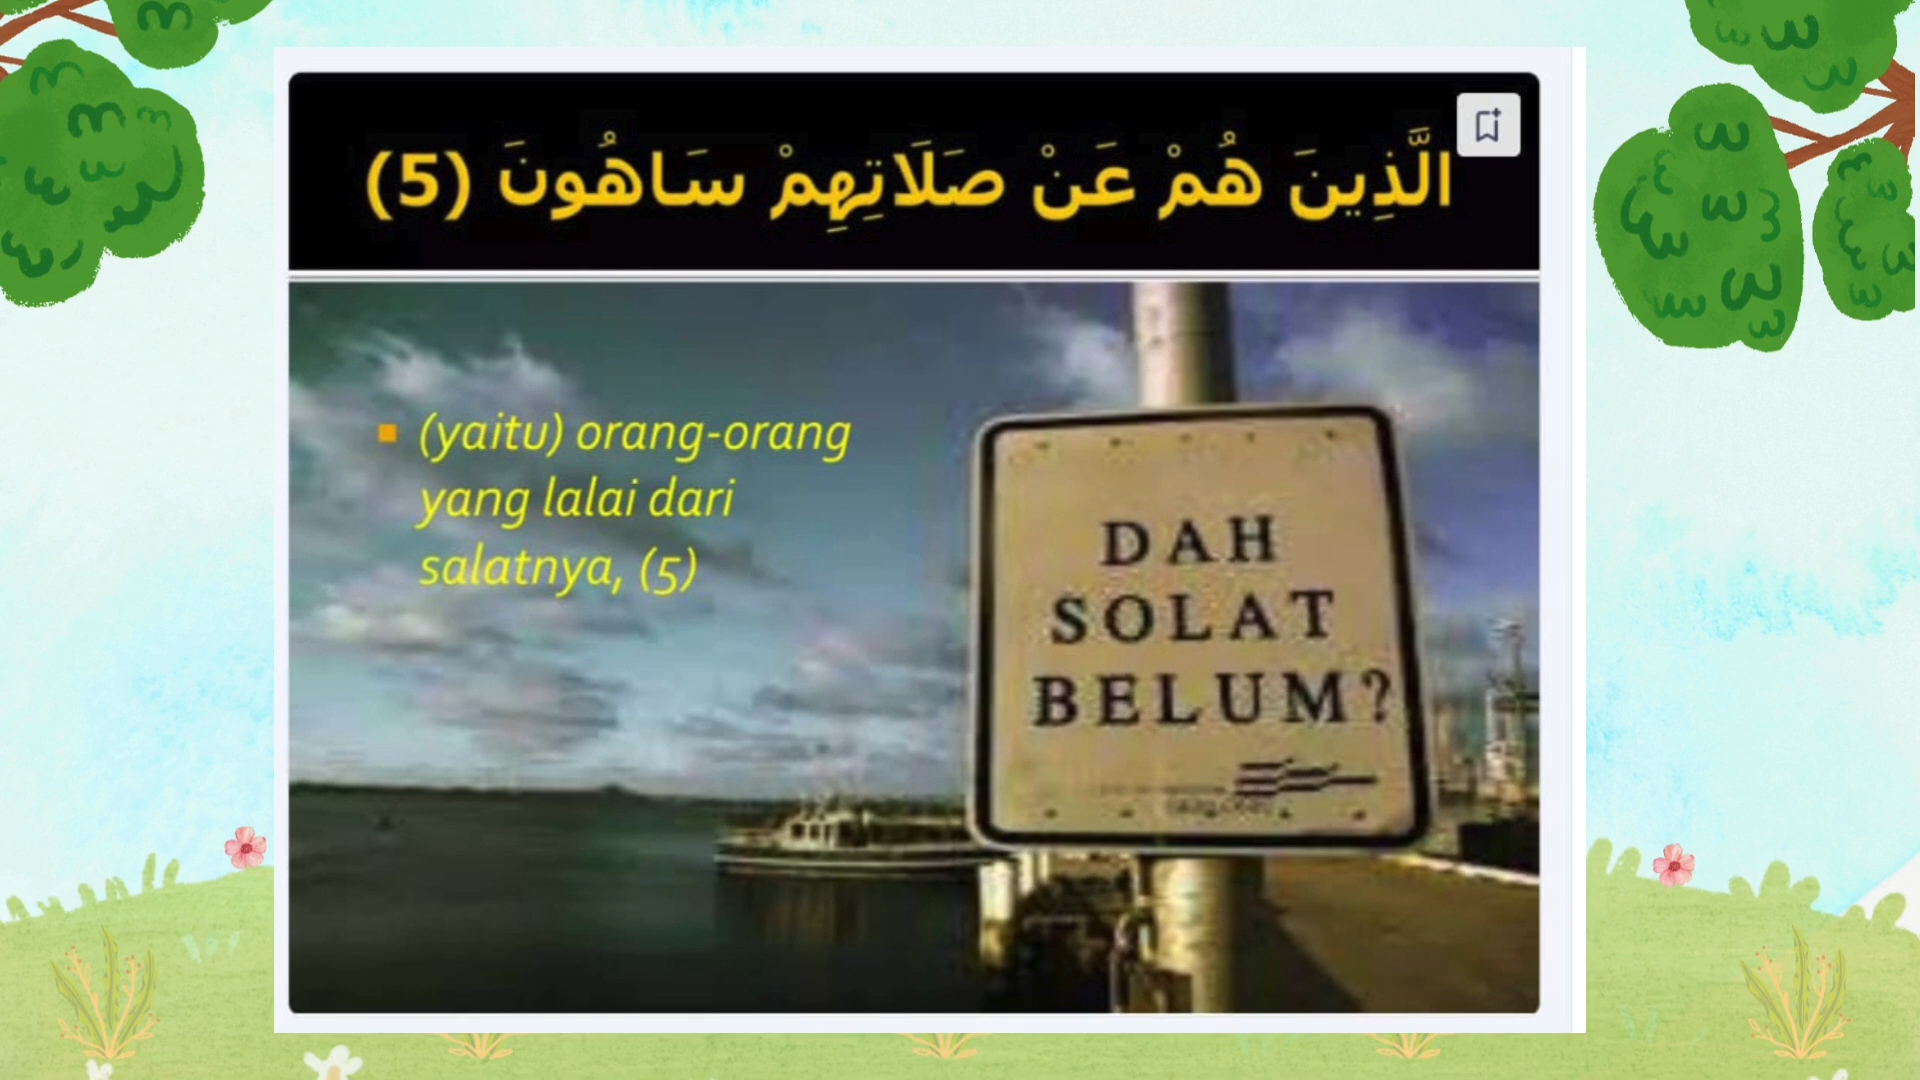 الَّذِينَ هُمْ عَنْ صَلَاتِهِمْ سَاهُونَ (5)
(yaitu) orang-orang
yang lalai dari
salatnya, (5)
DAH
SOLAT
BELUM?